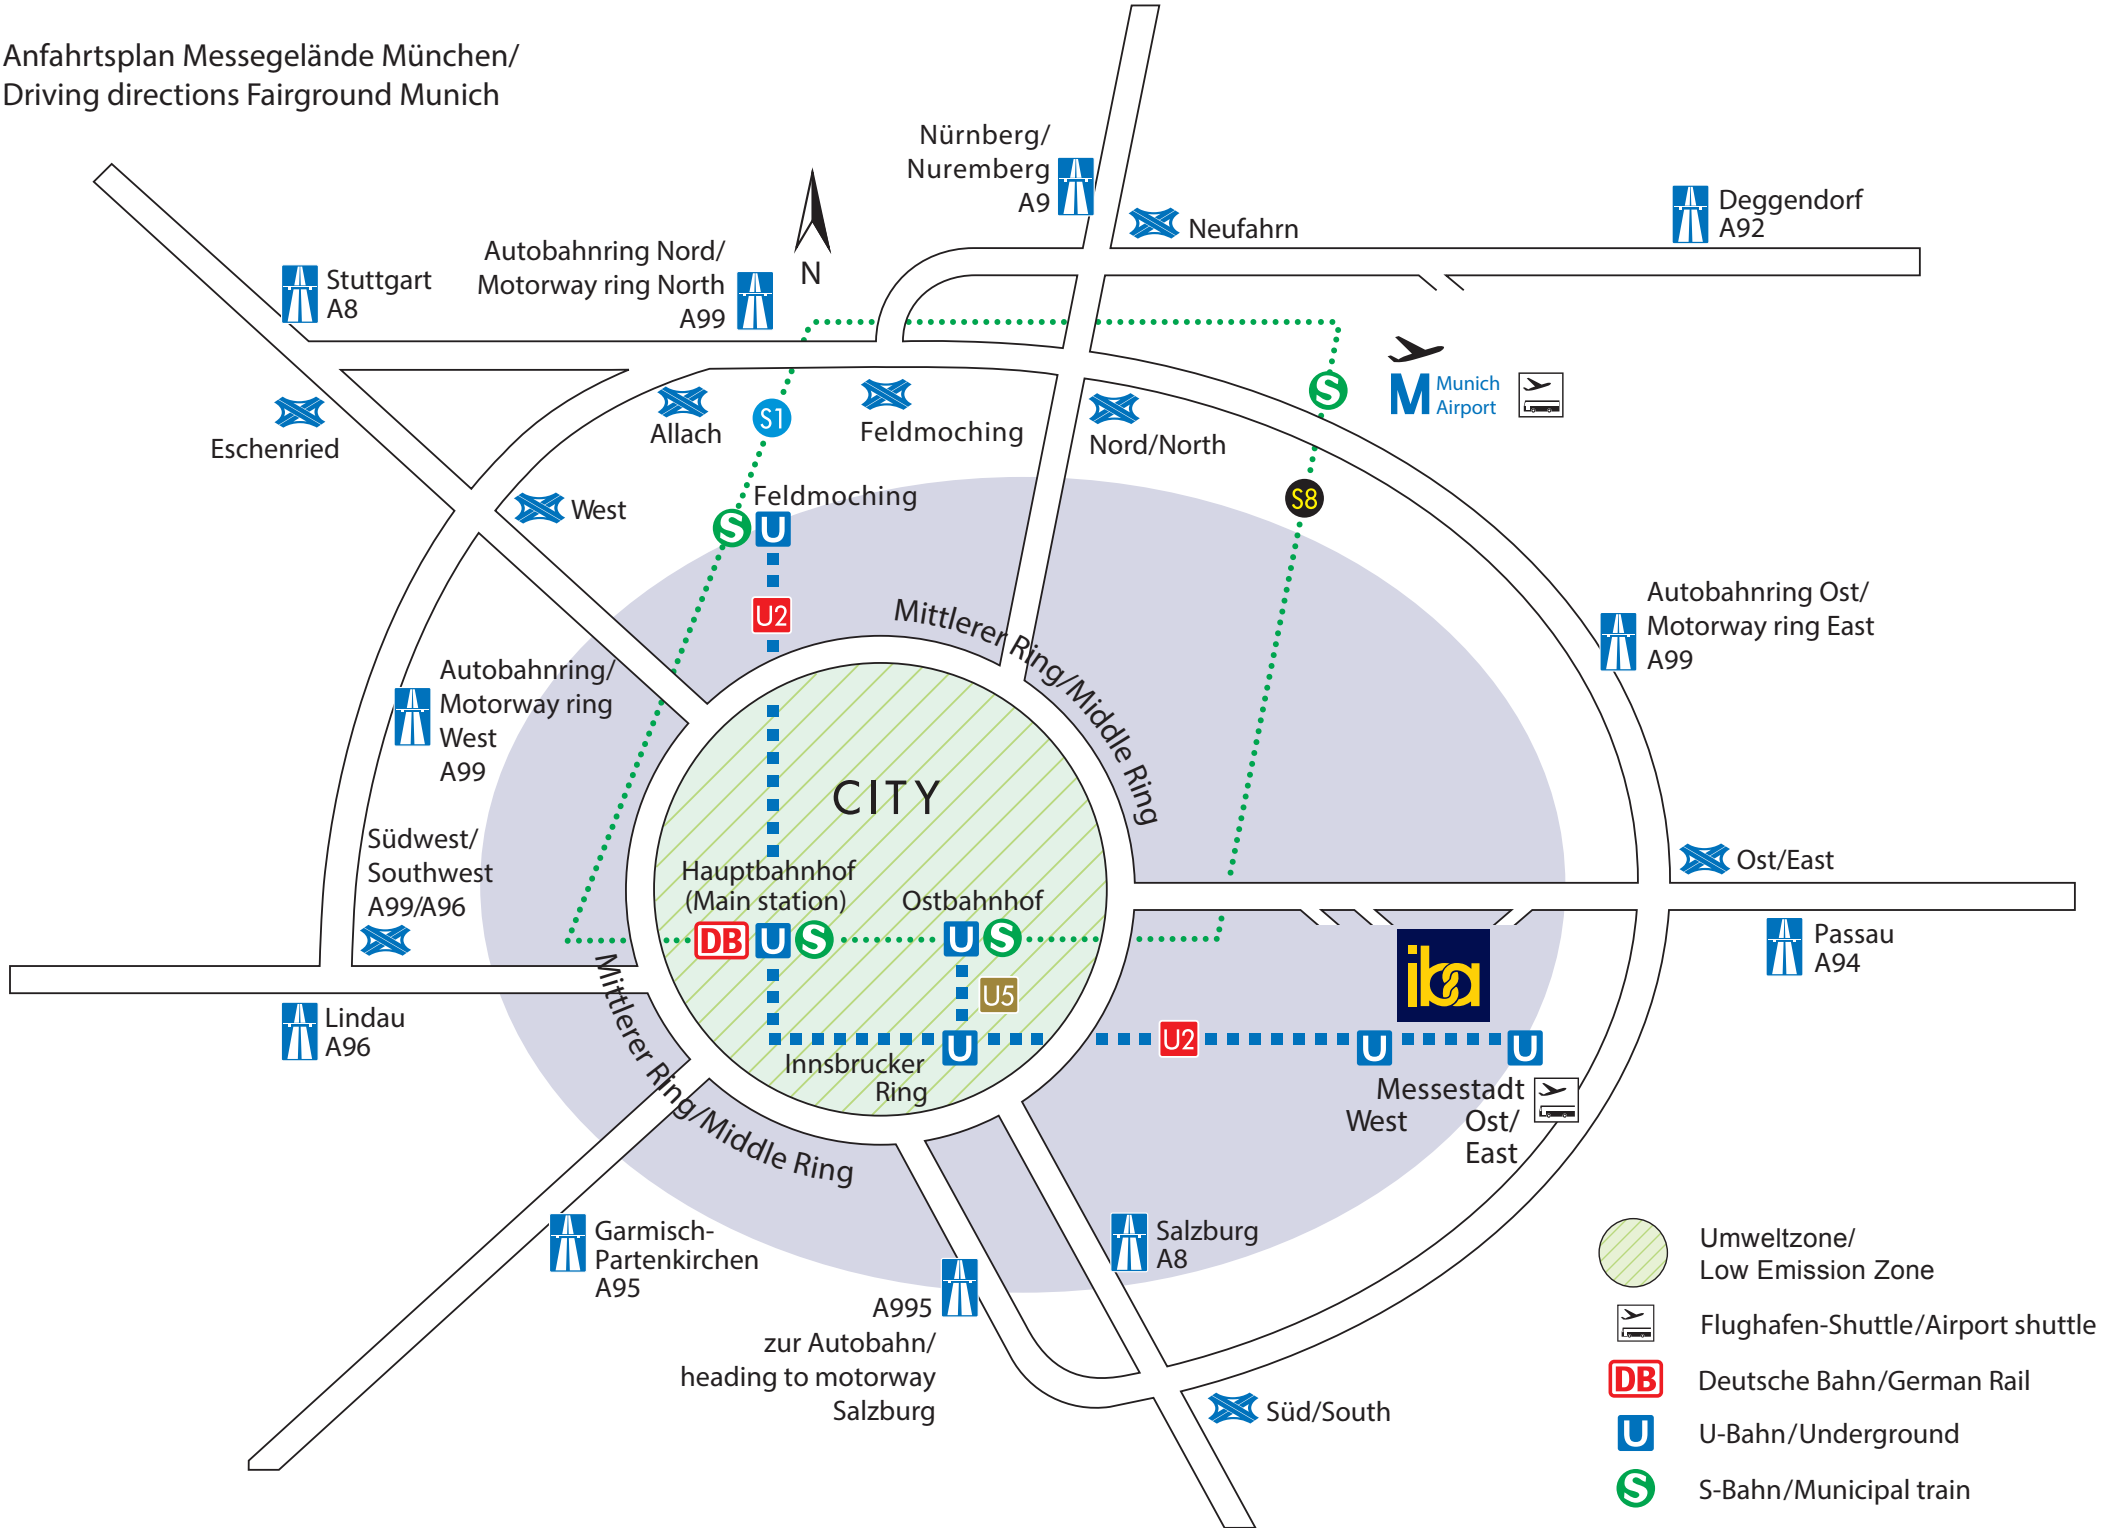 Anfahrtsplan Messegelände München/
Driving directions Fairground Munich
Nürnberg/
Nuremberg
A9
Neufahrn
Deggendorf
A92
Autobahnring Nord/
Motorway ring North
A99
N
Stuttgart
A8
M
Munich
Airport
S
Eschenried
Allach
S1
Feldmoching
Nord/North
West
Feldmoching
S U
S8
U2
Mittlerer Ring/Middle Ring
Autobahnring Ost/
Motorway ring East
A99
Autobahnring/
Motorway ring
West
A99
CITY
Südwest/
Southwest
A99/A96
Hauptbahnhof
(Main station)
DB U S
Ostbahnhof
U S
Ost/East
Passau
A94
iba
U5
Lindau
A96
Mittlerer Ring/Middle Ring
Innsbrucker
Ring
U
U2
U
U
Messestadt
West
Ost/
East
Garmisch-
Partenkirchen
A95
Salzburg
A8
A995
zur Autobahn/
heading to motorway
Salzburg
Süd/South
Umweltzone/
Low Emission Zone
Flughafen-Shuttle/Airport shuttle
DB Deutsche Bahn/German Rail
U U-Bahn/Underground
S S-Bahn/Municipal train